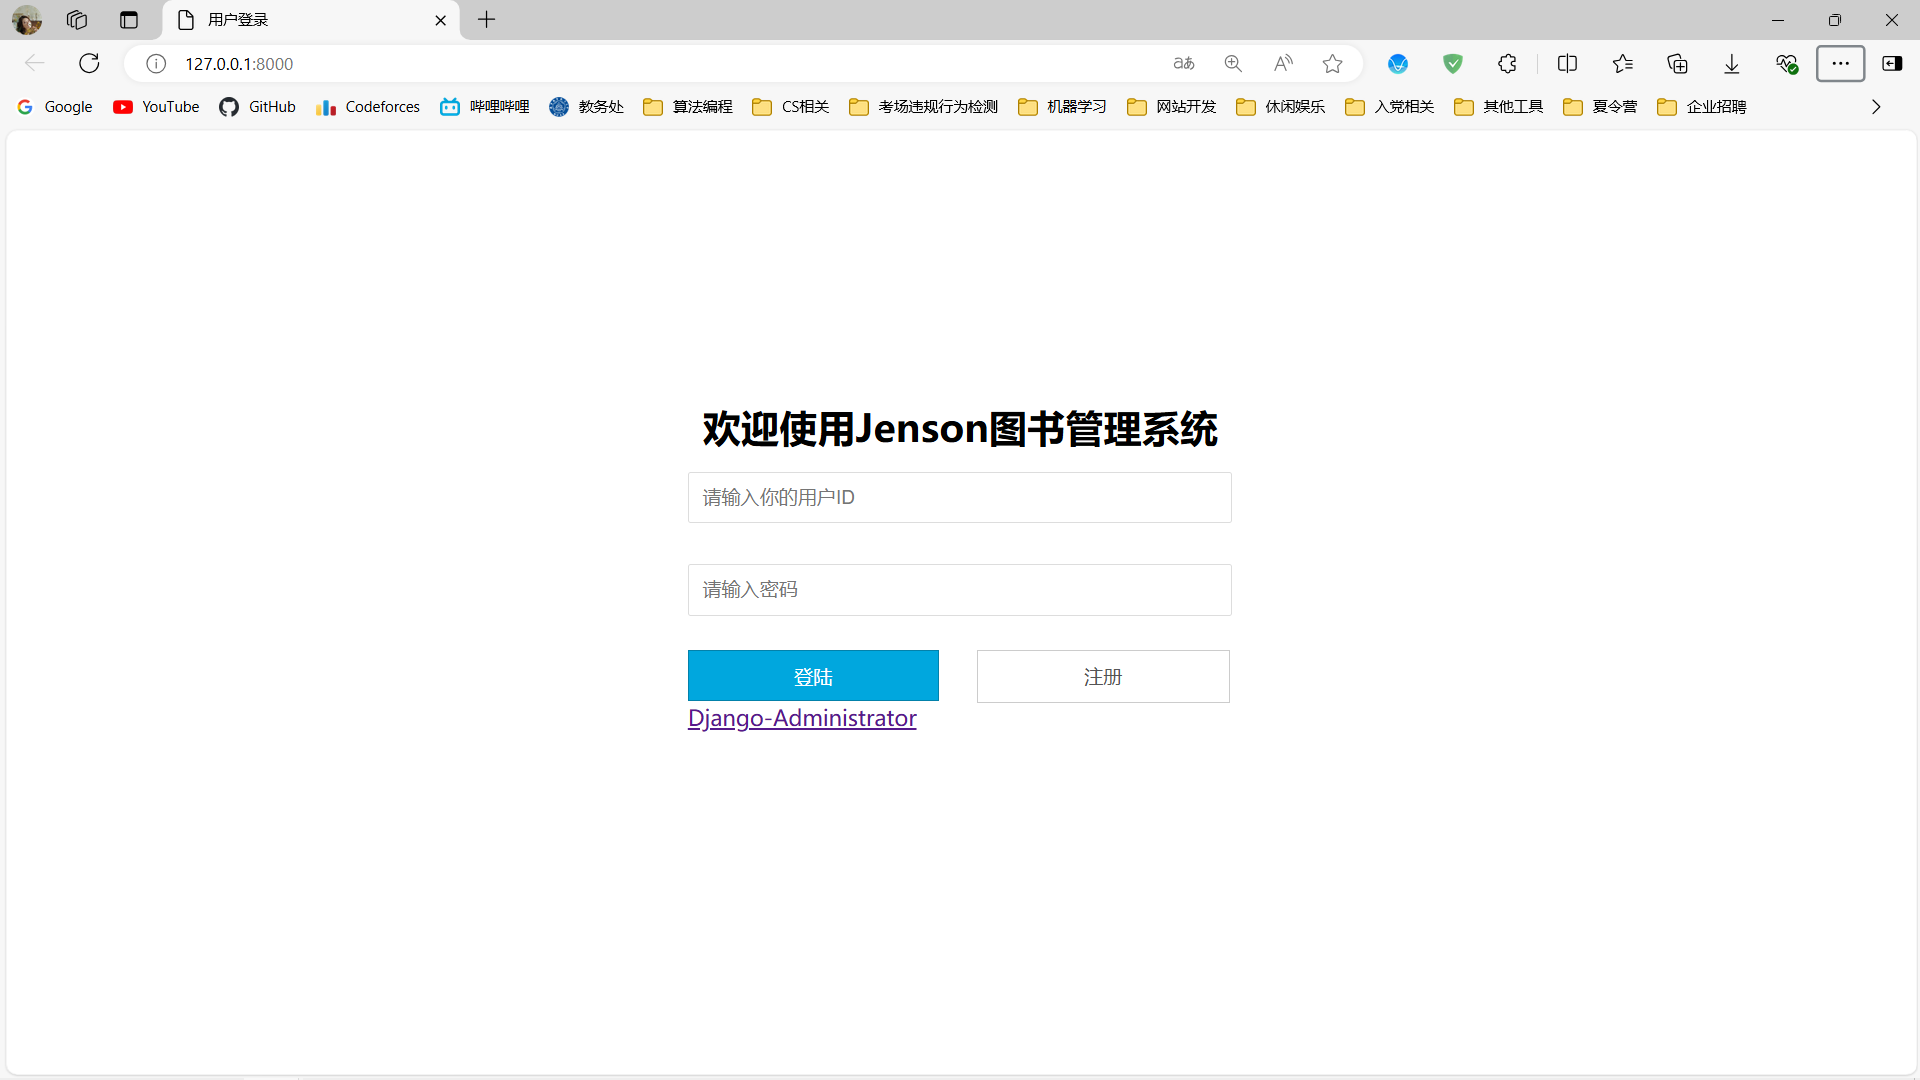 用户登录
127.0.0.1:8000
Google YouTube GitHub Codeforces 哔哩哔哩 教务处 算法编程 CS相关 考场违规行为检测 机器学习 网站开发 休闲娱乐 入党相关 其他工具 夏令营 企业招聘
欢迎使用Jenson图书管理系统
请输入你的用户ID
请输入密码
登陆 注册
Django-Administrator